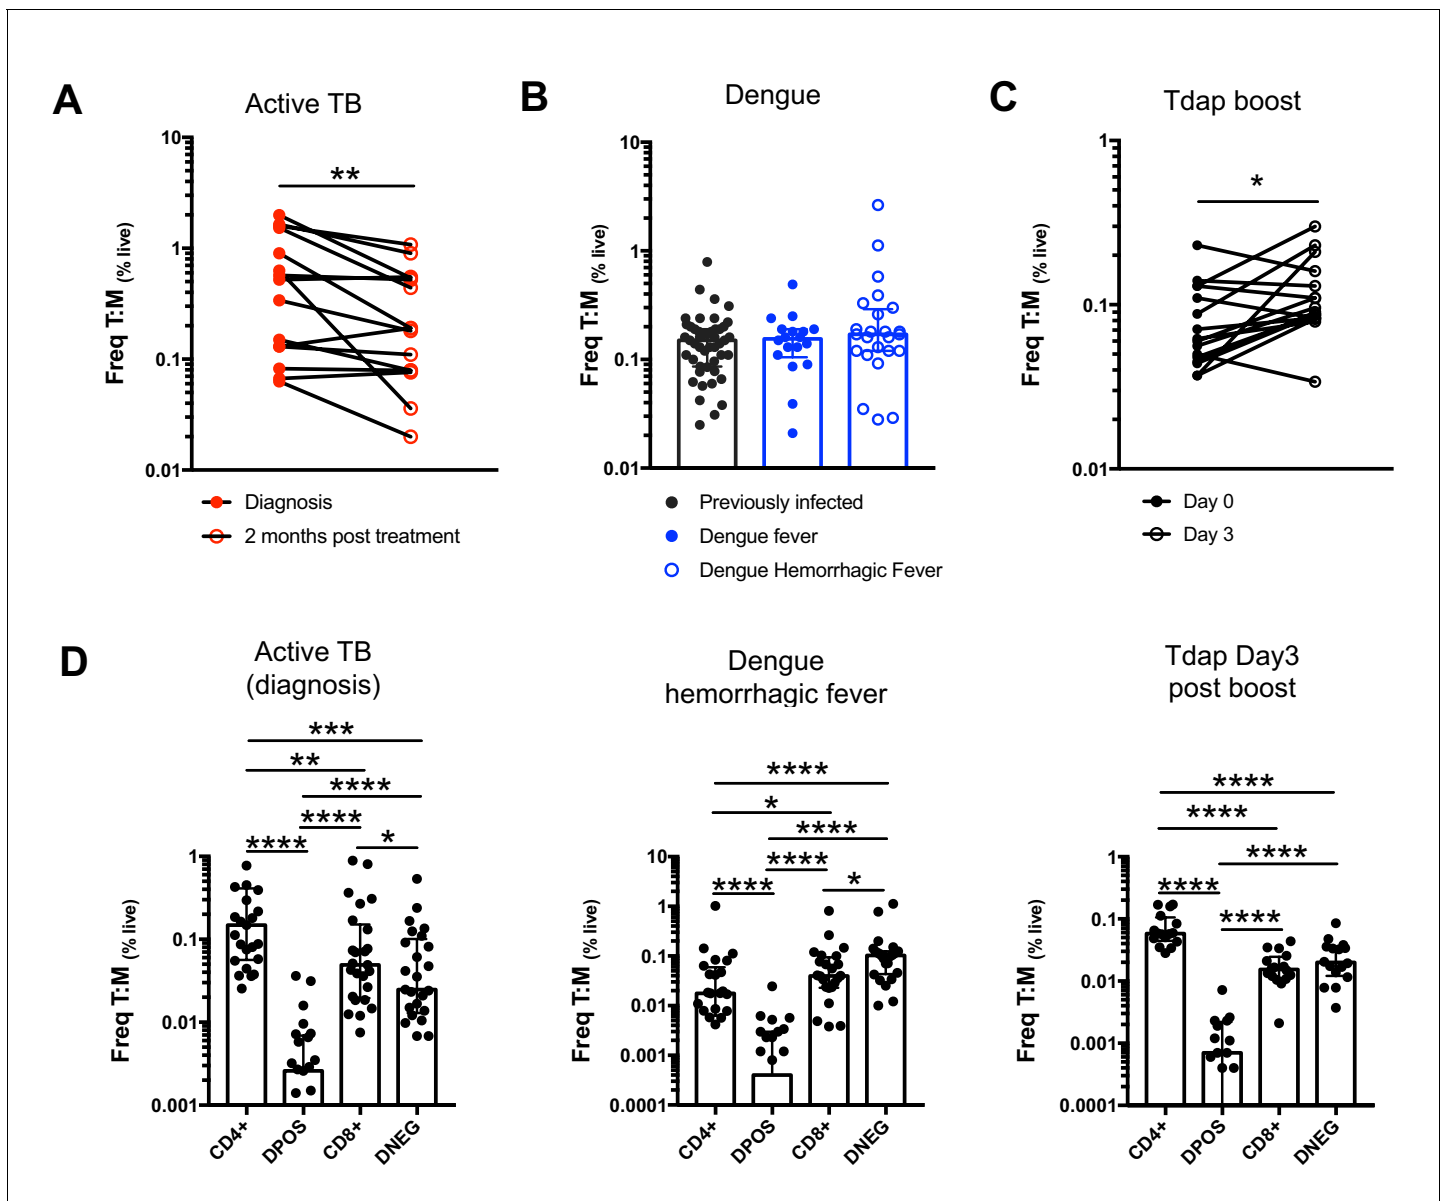 A
Active TB
**
Freq T:M (% live)
10
1
0.1
0.01
Diagnosis
2 months post treatment
B
Dengue
Freq T:M (% live)
10
1
0.1
0.01
Previously infected
Dengue fever
Dengue Hemorrhagic Fever
C
Tdap boost
*
Freq T:M (% live)
1
0.1
0.01
Day 0
Day 3
D
Active TB
(diagnosis)
***
**
****
****
****
*
Freq T:M (% live)
1
0.1
0.01
0.001
CD4+
DPOS
CD8+
DNEG
Dengue
hemorrhagic fever
****
*
****
****
****
*
Freq T:M (% live)
10
1
0.1
0.01
0.001
0.0001
CD4+
DPOS
CD8+
DNEG
Tdap Day3
post boost
****
****
****
****
****
Freq T:M (% live)
1
0.1
0.01
0.001
0.0001
CD4+
DPOS
CD8+
DNEG